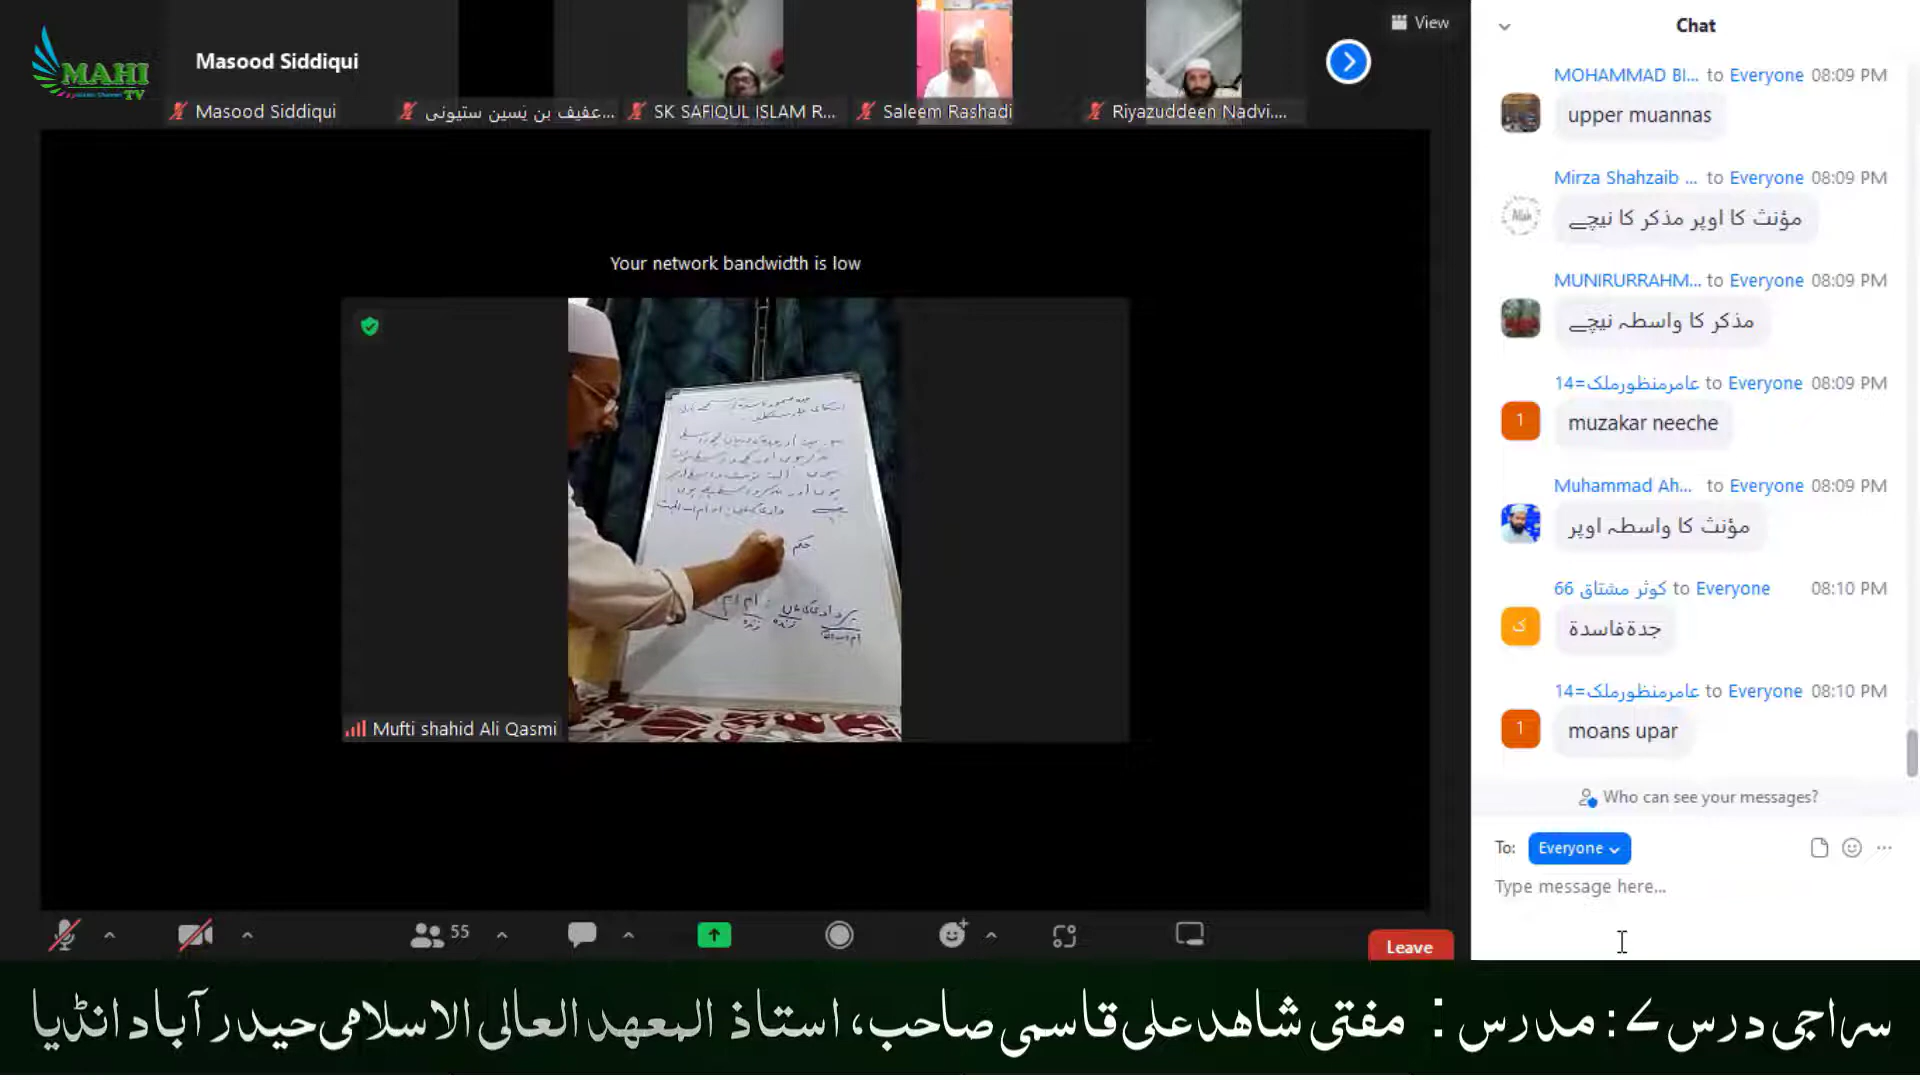 MAHI
TV
Masood Siddiqui
View
Masood Siddiqui
عفیف بن یَسین ستیونی...
SK SAFIQUL ISLAM R...
Saleem Rashadi
Riyazuddeen Nadvi....
Your network bandwidth is low
حکم
Mufti shahid Ali Qasmi
55
Leave
Chat
MOHAMMAD BI... to Everyone 08:09 PM
upper muannas
Mirza Shahzaib ... to Everyone 08:09 PM
مؤنث کا اوپر مذکر کا نیچے
MUNIRURRAHM... to Everyone 08:09 PM
مذکر کا واسطہ نیچے
عامرمنظورملک=14 to Everyone 08:09 PM
1
muzakar neeche
Muhammad Ah... to Everyone 08:09 PM
مؤنث کا واسطہ اوپر
کوثر مشتاق 66 to Everyone 08:10 PM
ک
جدۃفاسدۃ
عامرمنظورملک=14 to Everyone 08:10 PM
1
moans upar
Who can see your messages?
To: Everyone
Type message here...
سراجی درس ۷ : مدرس : مفتی شاھد علی قاسمی صاحب، استاذ المعھد العالی الاسلامی حیدر آباد انڈیا